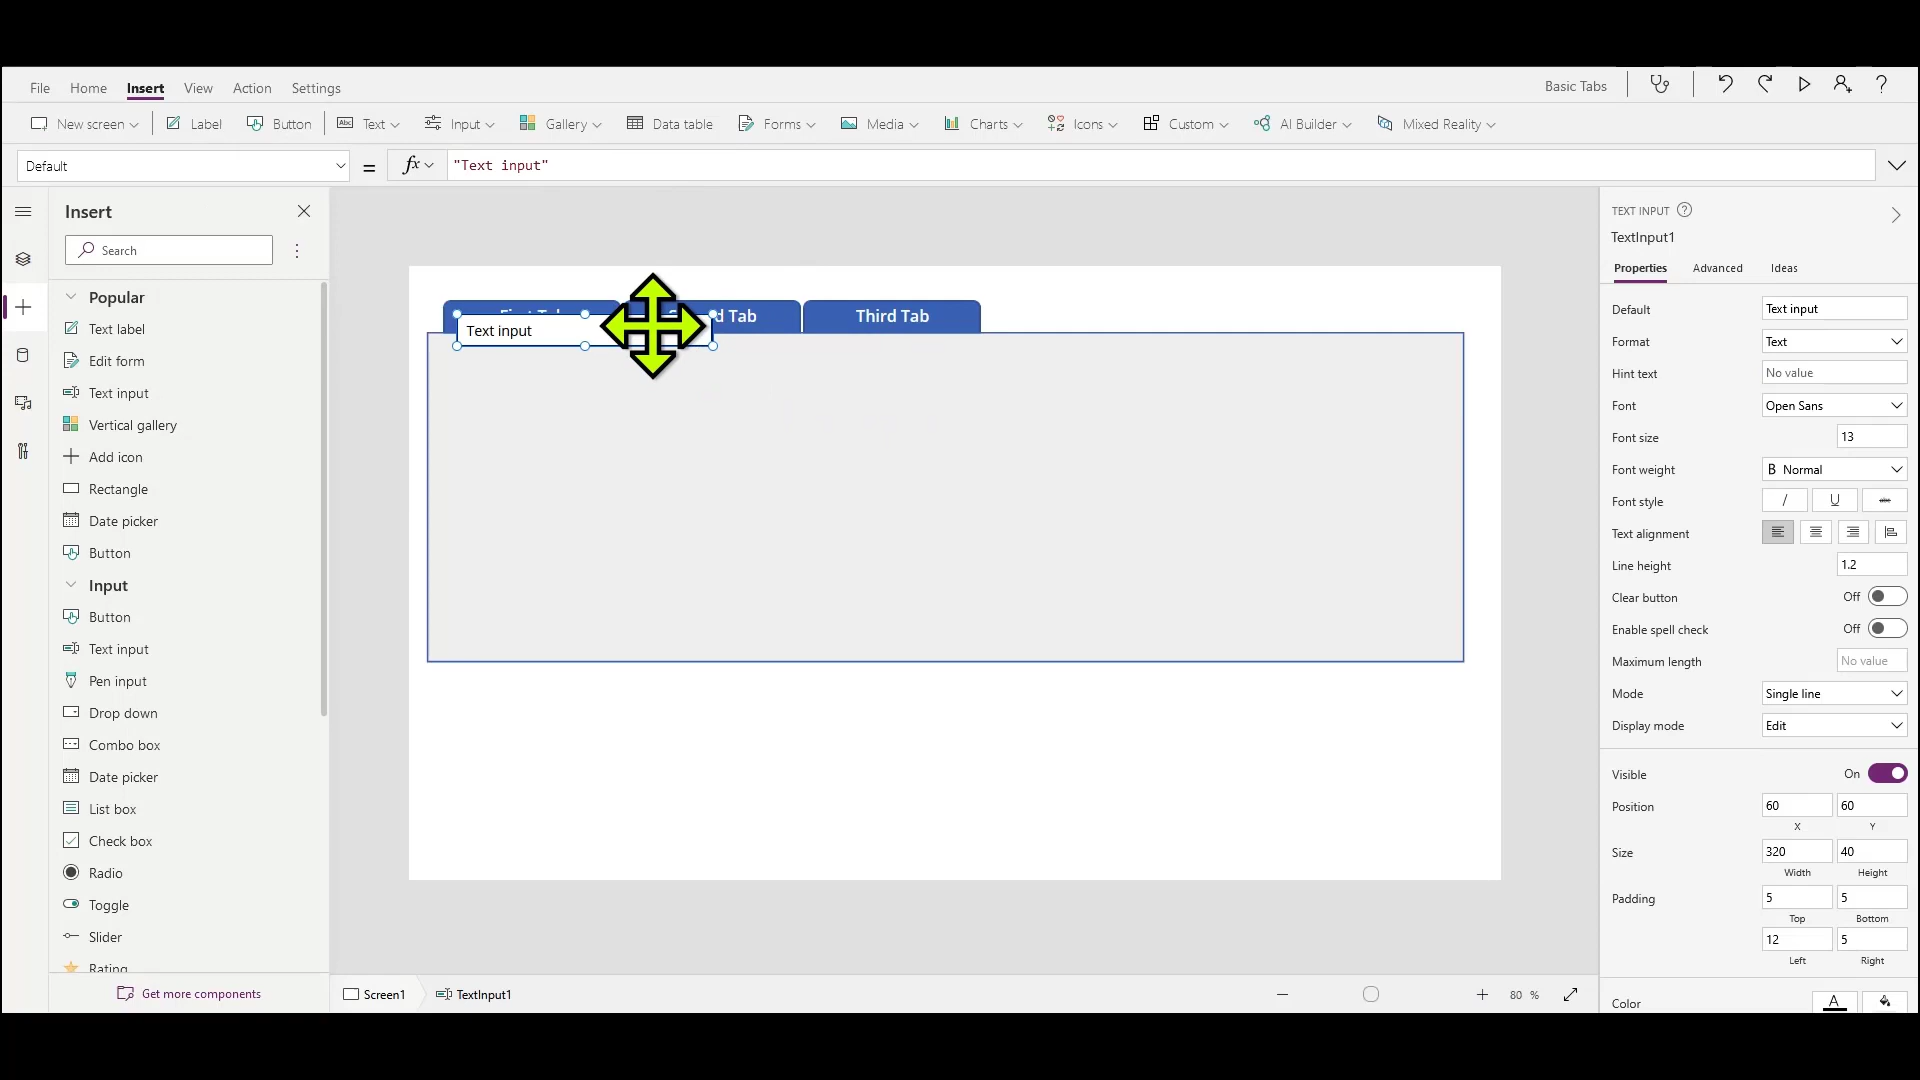 File Home Insert View Action Settings Basic Tabs
New screen Label Button Text Input Gallery Data table Forms Media Charts Icons Custom AI Builder Mixed Reality
Default = fx "Text input"
Insert
Search
Popular
Text label
Edit form
Text input
Vertical gallery
Add icon
Rectangle
Date picker
Button
Input
Button
Text input
Pen input
Drop down
Combo box
Date picker
List box
Check box
Radio
Toggle
Slider
Rating
Get more components
Tab Third Tab
Text input
Screen1 TextInput1
80 %
TEXT INPUT
TextInput1
Properties Advanced Ideas
Default Text input
Format Text
Hint text No value
Font Open Sans
Font size 13
Font weight B Normal
Font style / U abc
Text alignment
Line height 1.2
Clear button Off
Enable spell check Off
Maximum length No value
Mode Single line
Display mode Edit
Visible On
Position 60 60
X Y
Size 320 40
Width Height
Padding 5 5
Top Bottom
12 5
Left Right
Color A